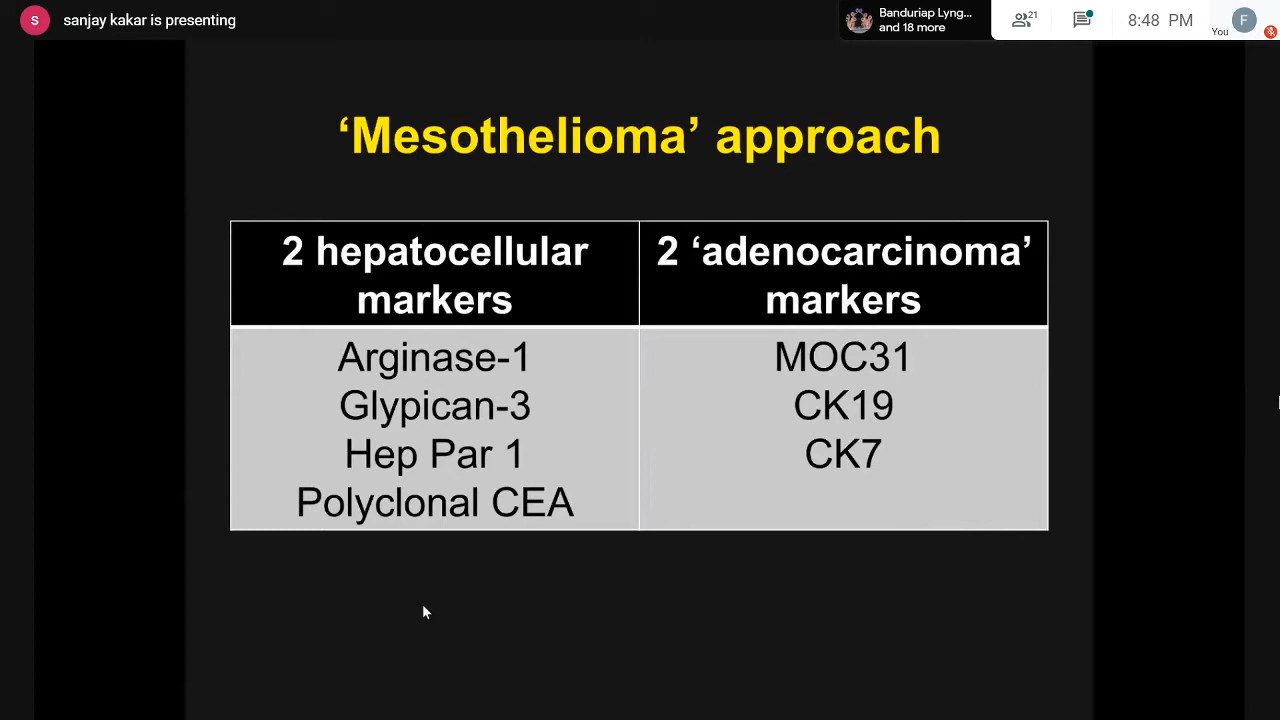 S
sanjay kakar is presenting
Banduriap Lyng...
and 18 more
21
8:48 PM
You
F
‘Mesothelioma’ approach
2 hepatocellular
markers
2 ‘adenocarcinoma’
markers
Arginase-1
Glypican-3
Hep Par 1
Polyclonal CEA
MOC31
CK19
CK7